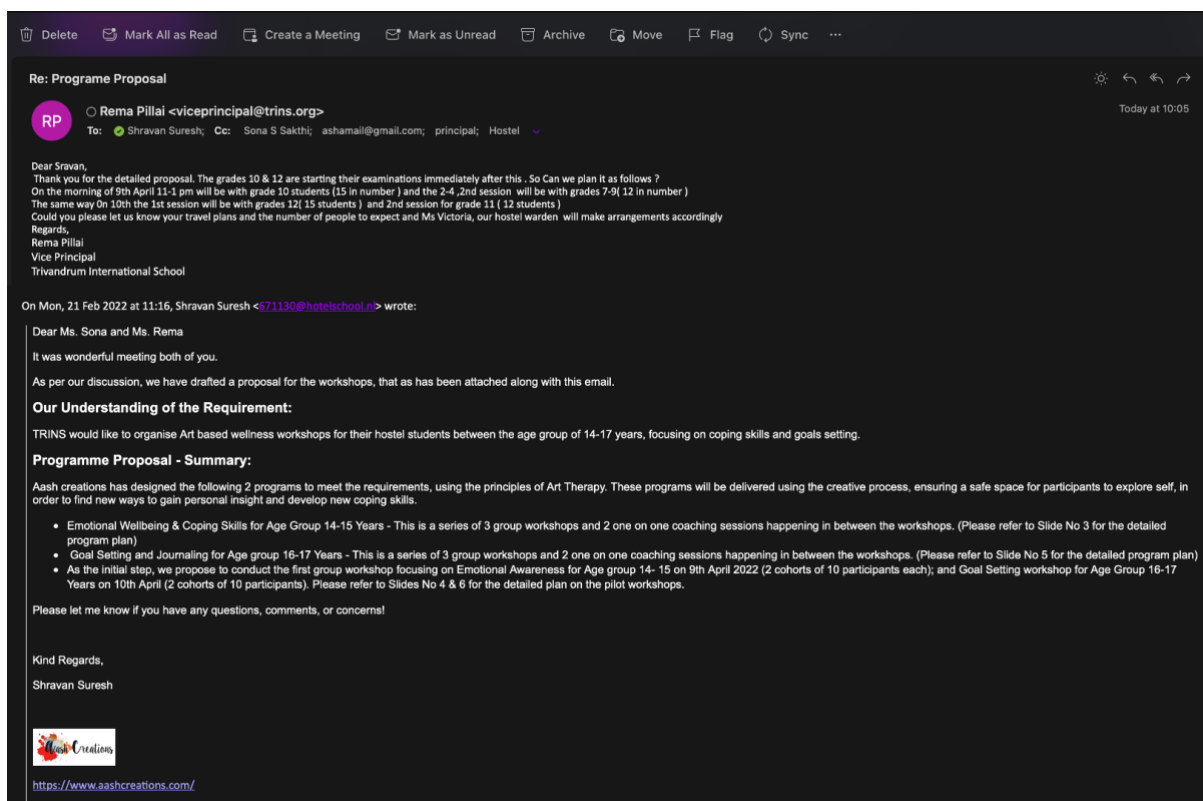 Delete Mark All as Read Create a Meeting Mark as Unread Archive Move Flag Sync ...
Re: Programe Proposal
RP
Rema Pillai <viceprincipal@trins.org>
Today at 10:05
To: Shravan Suresh; Cc: Sona S Sakthi; ashamail@gmail.com; principal; Hostel
Dear Sravan,
Thank you for the detailed proposal. The grades 10 & 12 are starting their examinations immediately after this . So Can we plan it as follows ?
On the morning of 9th April 11-1 pm will be with grade 10 students (15 in number ) and the 2-4 ,2nd session will be with grades 7-9( 12 in number )
The same way 0n 10th the 1st session will be with grades 12( 15 students ) and 2nd session for grade 11 ( 12 students )
Could you please let us know your travel plans and the number of people to expect and Ms Victoria, our hostel warden will make arrangements accordingly
Regards,
Rema Pillai
Vice Principal
Trivandrum International School
On Mon, 21 Feb 2022 at 11:16, Shravan Suresh <671130@hotelschool.nl> wrote:
Dear Ms. Sona and Ms. Rema
It was wonderful meeting both of you.
As per our discussion, we have drafted a proposal for the workshops, that as has been attached along with this email.
Our Understanding of the Requirement:
TRINS would like to organise Art based wellness workshops for their hostel students between the age group of 14-17 years, focusing on coping skills and goals setting.
Programme Proposal - Summary:
Aash creations has designed the following 2 programs to meet the requirements, using the principles of Art Therapy. These programs will be delivered using the creative process, ensuring a safe space for participants to explore self, in
order to find new ways to gain personal insight and develop new coping skills.
• Emotional Wellbeing & Coping Skills for Age Group 14-15 Years - This is a series of 3 group workshops and 2 one on one coaching sessions happening in between the workshops. (Please refer to Slide No 3 for the detailed
program plan)
• Goal Setting and Journaling for Age group 16-17 Years - This is a series of 3 group workshops and 2 one on one coaching sessions happening in between the workshops. (Please refer to Slide No 5 for the detailed program plan)
• As the initial step, we propose to conduct the first group workshop focusing on Emotional Awareness for Age group 14- 15 on 9th April 2022 (2 cohorts of 10 participants each); and Goal Setting workshop for Age Group 16-17
Years on 10th April (2 cohorts of 10 participants). Please refer to Slides No 4 & 6 for the detailed plan on the pilot workshops.
Please let me know if you have any questions, comments, or concerns!
Kind Regards,
Shravan Suresh
Aash Creations
https://www.aashcreations.com/